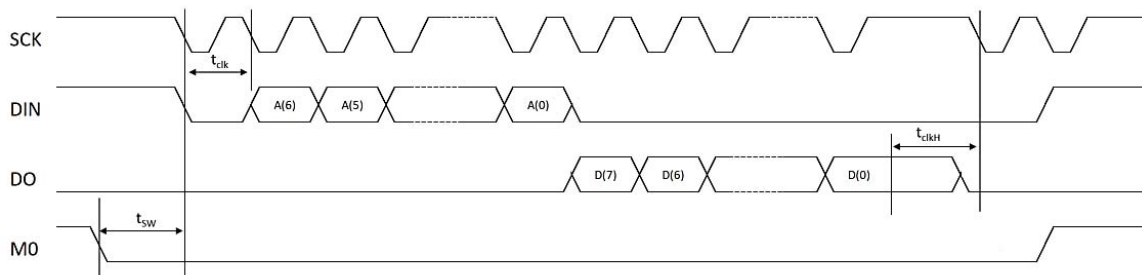 SCK
t_clk
DIN
A(6) A(5) A(0)
t_clkH
DO
D(7) D(6) D(0)
t_SW
M0